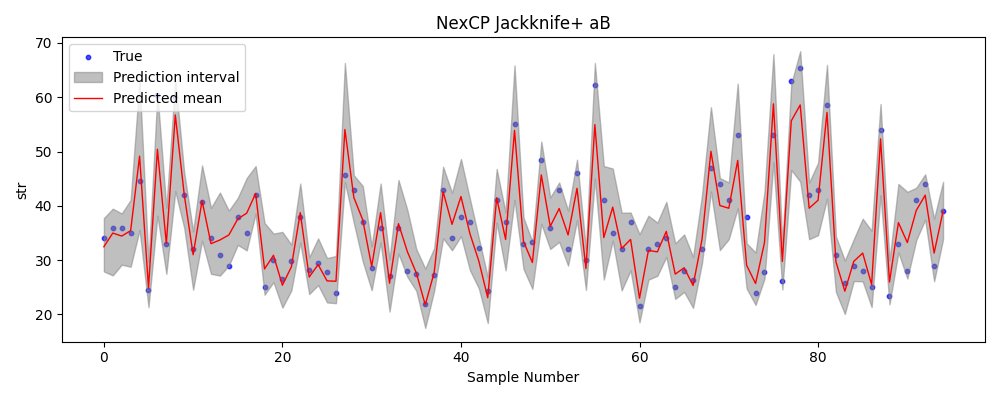 NexCP Jackknife+ aB
True
Prediction interval
Predicted mean
str
70
60
50
40
30
20
0 20 40 60 80
Sample Number